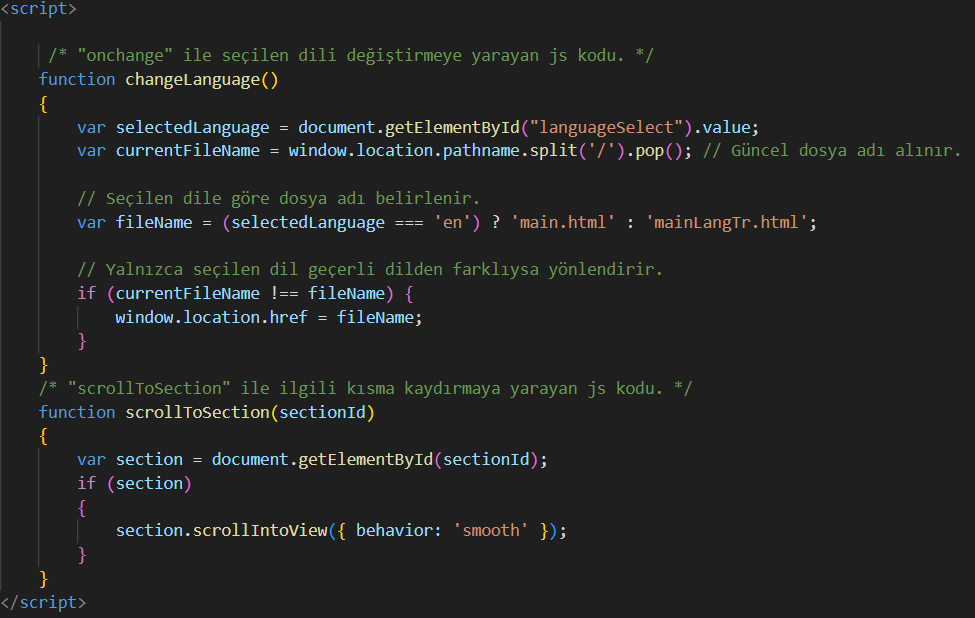 <script>
/* "onchange" ile seçilen dili değiştirmeye yarayan js kodu. */
function changeLanguage()
{
var selectedLanguage = document.getElementById("languageSelect").value;
var currentFileName = window.location.pathname.split('/').pop(); // Güncel dosya adı alınır.
// Seçilen dile göre dosya adı belirlenir.
var fileName = (selectedLanguage === 'en') ? 'main.html' : 'mainLangTr.html';
// Yalnızca seçilen dil geçerli dilden farklıysa yönlendirir.
if (currentFileName !== fileName) {
window.location.href = fileName;
}
}
/* "scrollToSection" ile ilgili kısma kaydırmaya yarayan js kodu. */
function scrollToSection(sectionId)
{
var section = document.getElementById(sectionId);
if (section)
{
section.scrollIntoView({ behavior: 'smooth' });
}
}
</script>